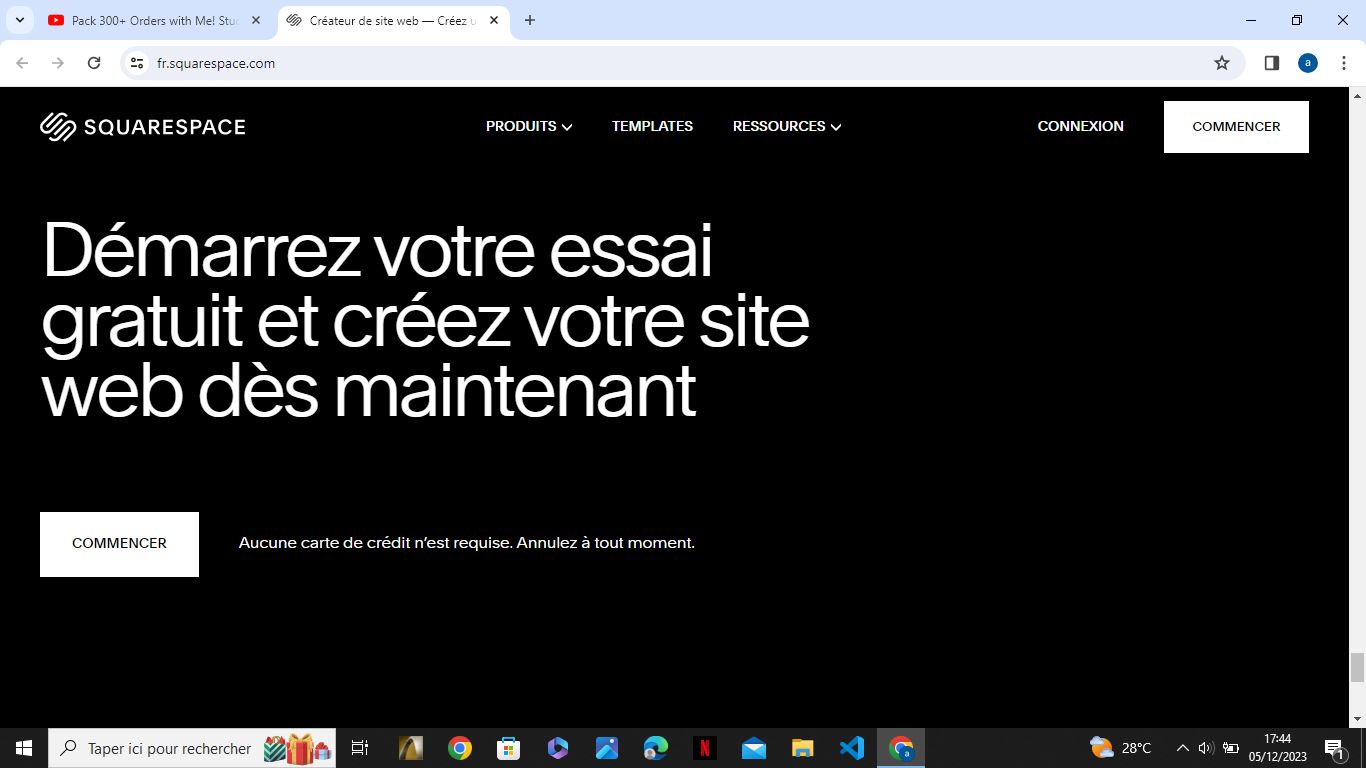 Pack 300+ Orders with Me! Stu
Créateur de site web — Créez u
fr.squarespace.com
a
SQUARESPACE
PRODUITS
TEMPLATES
RESSOURCES
CONNEXION
COMMENCER
Démarrez votre essai
gratuit et créez votre site
web dès maintenant
COMMENCER
Aucune carte de crédit n’est requise. Annulez à tout moment.
Taper ici pour rechercher
N
a
28°C
17:44
05/12/2023
1